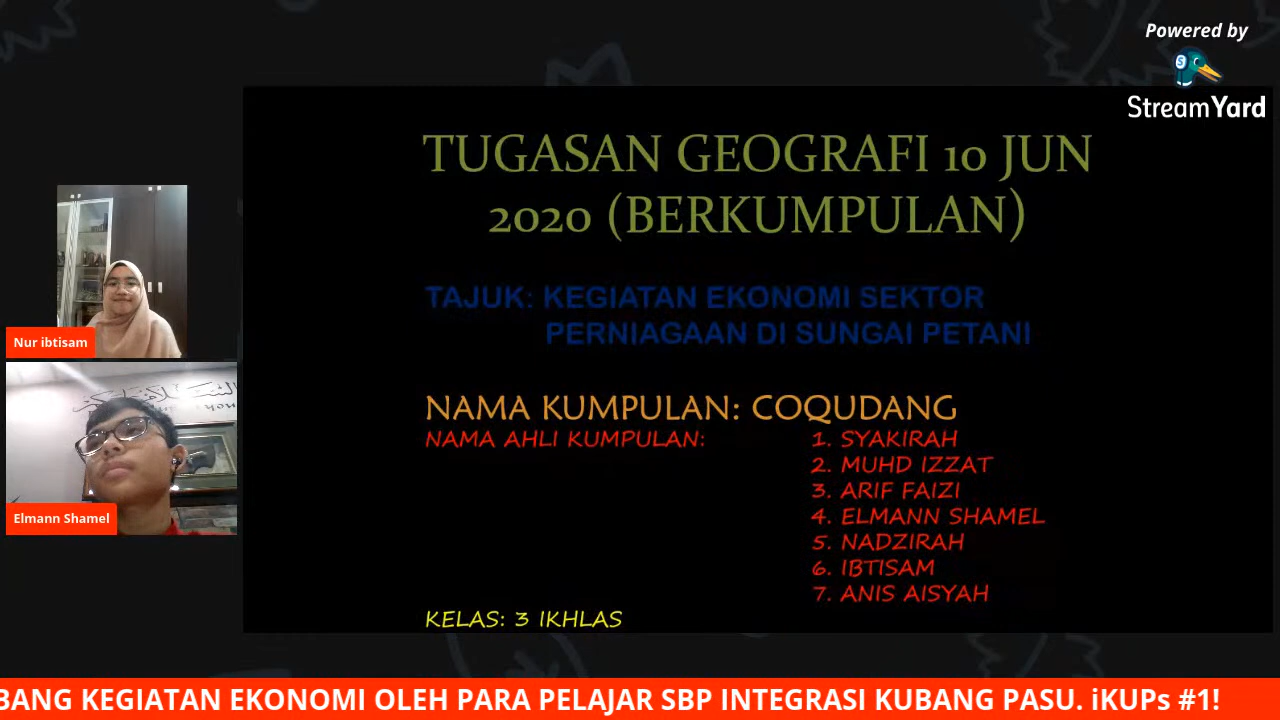 Powered by
StreamYard
TUGASAN GEOGRAFI 10 JUN
2020 (BERKUMPULAN)
TAJUK: KEGIATAN EKONOMI SEKTOR
PERNIAGAAN DI SUNGAI PETANI
NAMA KUMPULAN: COQUDANG
NAMA AHLI KUMPULAN:
1. SYAKIRAH
2. MUHD IZZAT
3. ARIF FAIZI
4. ELMANN SHAMEL
5. NADZIRAH
6. IBTISAM
7. ANIS AISYAH
KELAS: 3 IKHLAS
Nur ibtisam
Elmann Shamel
BANG KEGIATAN EKONOMI OLEH PARA PELAJAR SBP INTEGRASI KUBANG PASU. iKUPs #1!